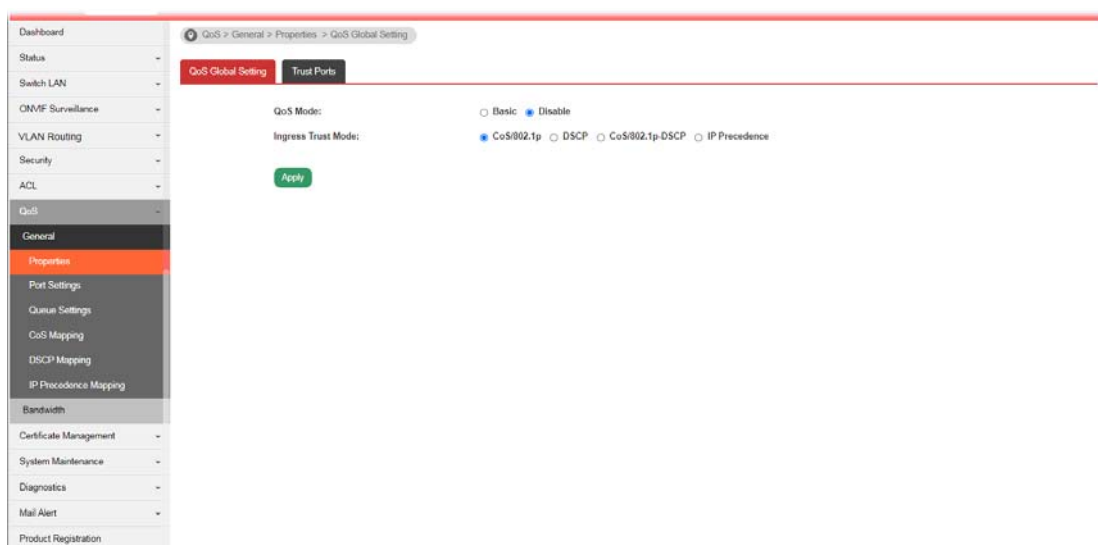 Dashboard
Status
Switch LAN
ONVIF Surveillance
VLAN Routing
Security
ACL
QoS
General
Properties
Port Settings
Queue Settings
CoS Mapping
DSCP Mapping
IP Precedence Mapping
Bandwidth
Certificate Management
System Maintenance
Diagnostics
Mail Alert
Product Registration
QoS > General > Properties > QoS Global Setting
QoS Global Setting Trust Ports
QoS Mode: Basic Disable
Ingress Trust Mode: CoS/802.1p DSCP CoS/802.1p-DSCP IP Precedence
Apply